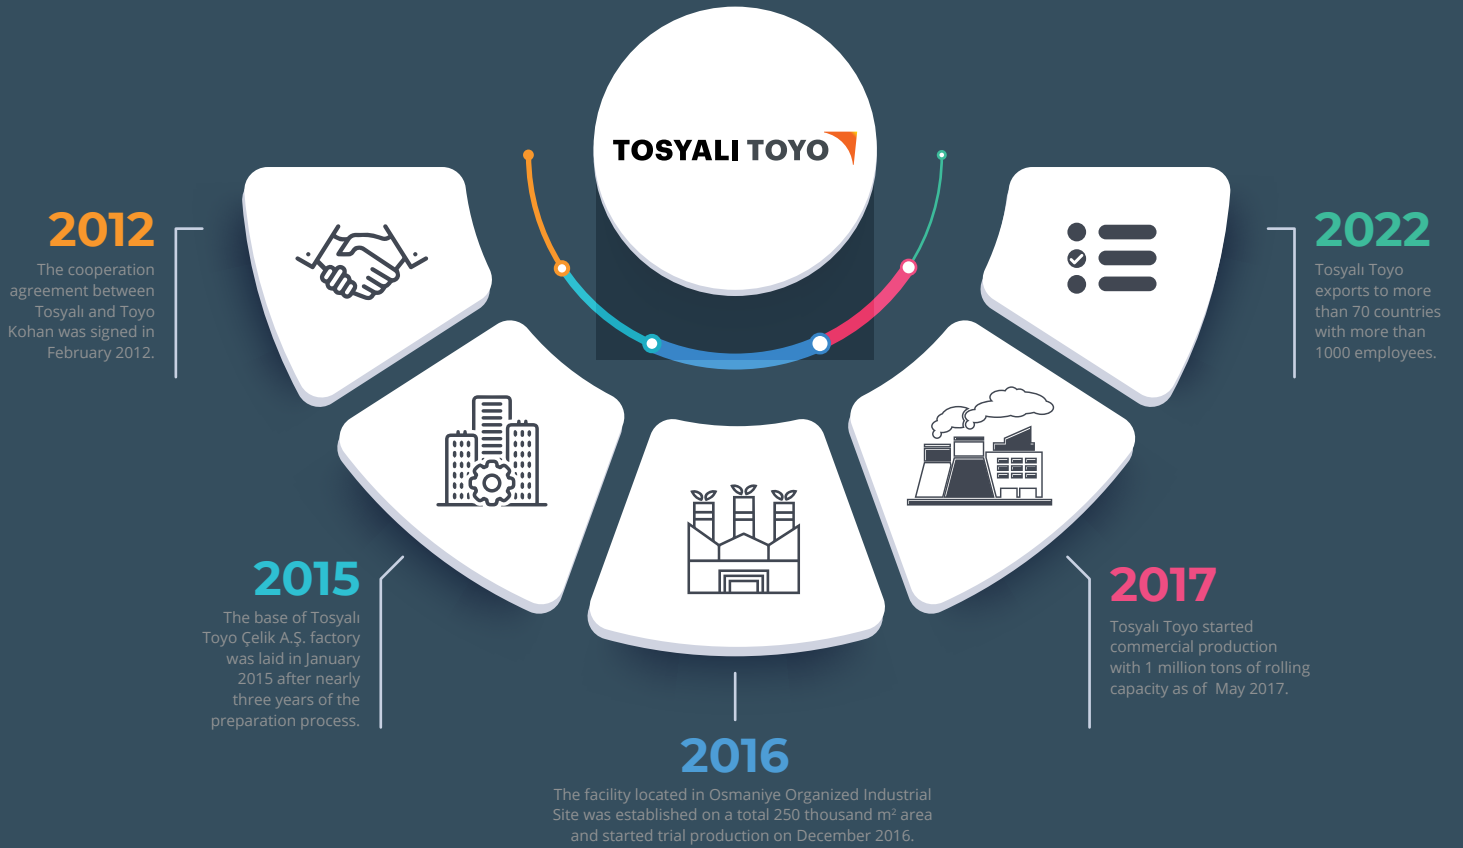 TOSYALI TOYO
2012
The cooperation
agreement between
Tosyalı and Toyo
Kohan was signed in
February 2012.
2015
The base of Tosyalı
Toyo Çelik A.Ş. factory
was laid in January
2015 after nearly
three years of the
preparation process.
2016
The facility located in Osmaniye Organized Industrial
Site was established on a total 250 thousand m² area
and started trial production on December 2016.
2017
Tosyalı Toyo started
commercial production
with 1 million tons of rolling
capacity as of May 2017.
2022
Tosyalı Toyo
exports to more
than 70 countries
with more than
1000 employees.